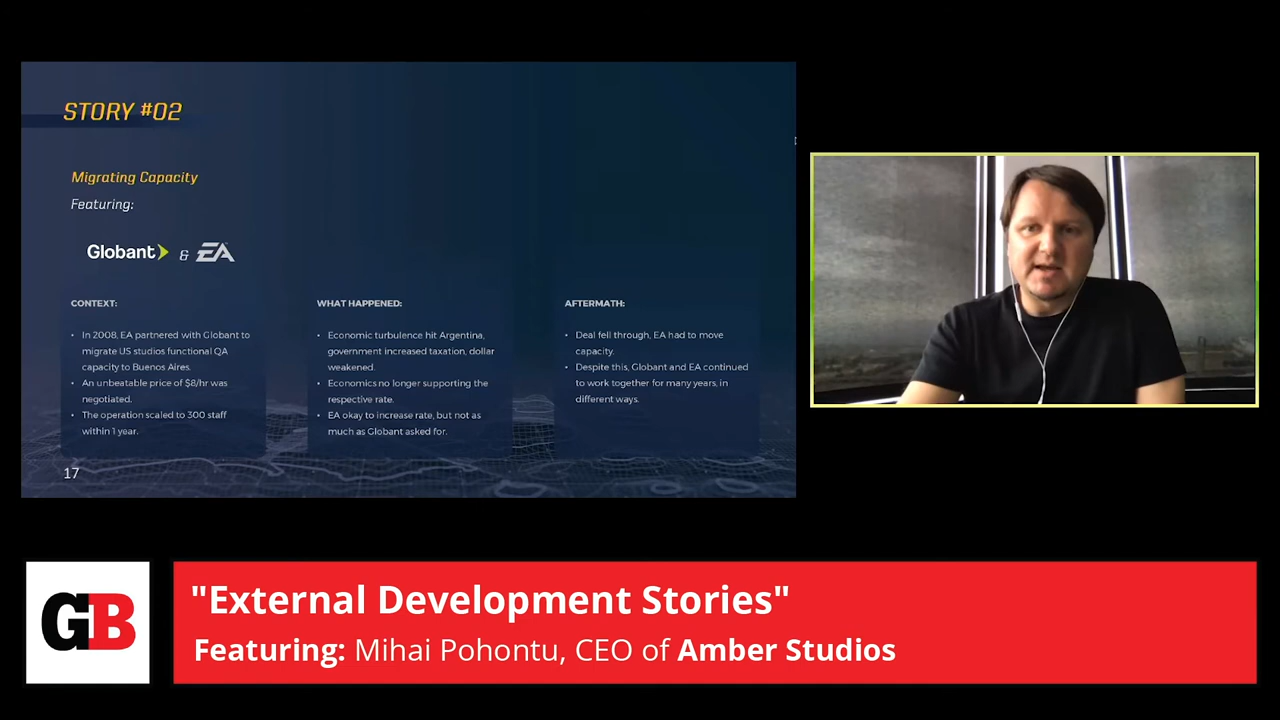 STORY #02
Migrating Capacity
Featuring:
Globant & EA
CONTEXT:
• In 2008, EA partnered with Globant to
migrate US studios functional QA
capacity to Buenos Aires.
• An unbeatable price of $8/hr was
negotiated.
• The operation scaled to 300 staff
within 1 year.
WHAT HAPPENED:
• Economic turbulence hit Argentina,
government increased taxation, dollar
weakened.
• Economics no longer supporting the
respective rate.
• EA okay to increase rate, but not as
much as Globant asked for.
AFTERMATH:
• Deal fell through, EA had to move
capacity.
• Despite this, Globant and EA continued
to work together for many years, in
different ways.
17
GB
"External Development Stories"
Featuring: Mihai Pohontu, CEO of Amber Studios